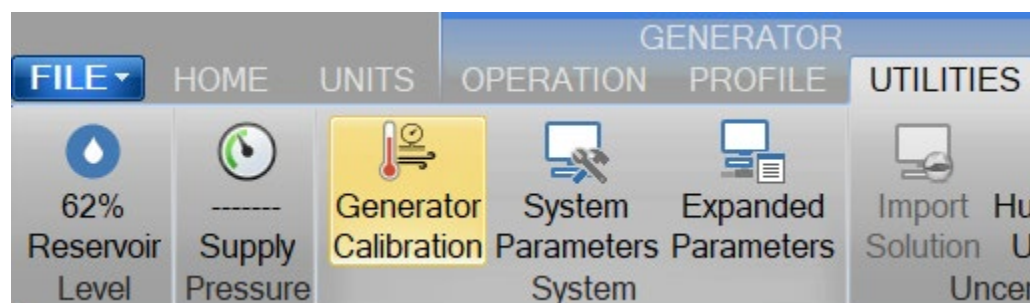 GENERATOR
FILE HOME UNITS OPERATION PROFILE UTILITIES
62% ------- Generator System Expanded Import
Reservoir Supply Calibration Parameters Parameters Solution
Level Pressure System